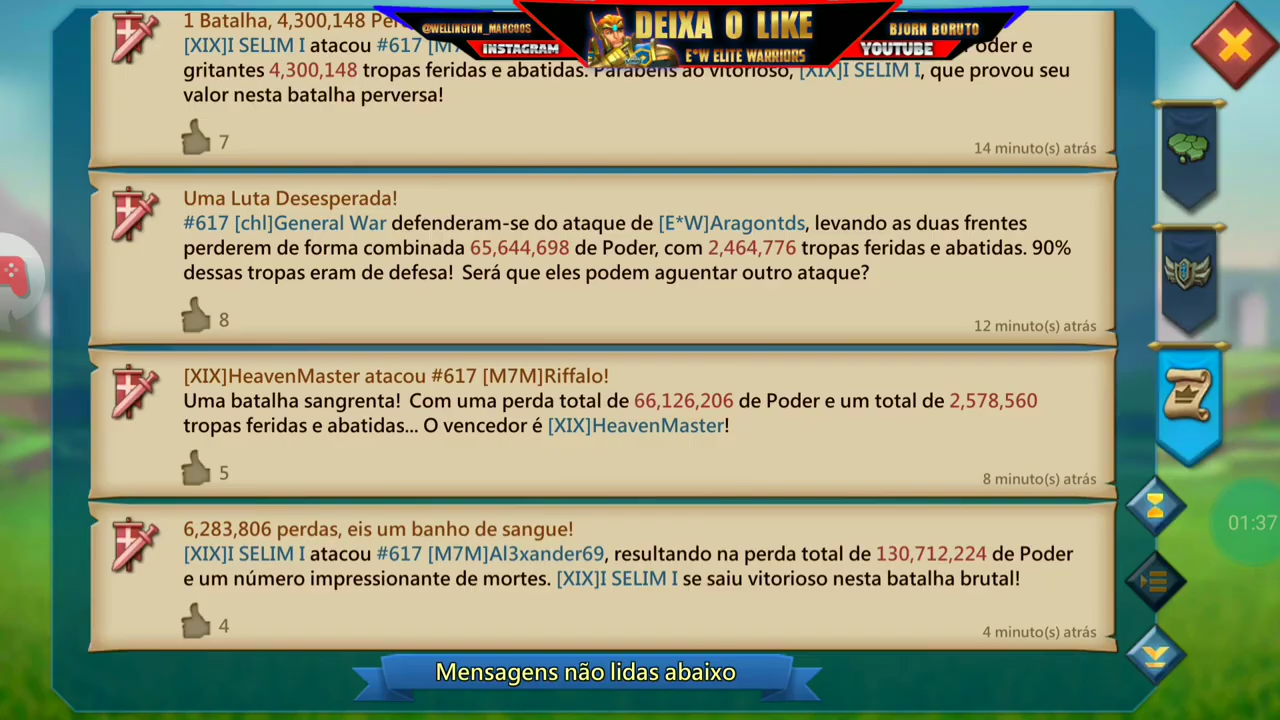 @WELLINGTON_MARCOOS
INSTAGRAM
DEIXA O LIKE
E*W ELITE WARRIORS
BJORN BORUTO
YOUTUBE
1 Batalha, 4,300,148
[XIX]I SELIM I atacou #617 oder e
gritantes 4,300,148 tropas feridas e abatidas. Parabéns ao vitorioso, [XIX]I SELIM I, que provou seu
valor nesta batalha perversa!
7
14 minuto(s) atrás
Uma Luta Desesperada!
#617 [chl]General War defenderam-se do ataque de [E*W]Aragontds, levando as duas frentes
perderem de forma combinada 65,644,698 de Poder, com 2,464,776 tropas feridas e abatidas. 90%
dessas tropas eram de defesa! Será que eles podem aguentar outro ataque?
8
12 minuto(s) atrás
[XIX]HeavenMaster atacou #617 [M7M]Riffalo!
Uma batalha sangrenta! Com uma perda total de 66,126,206 de Poder e um total de 2,578,560
tropas feridas e abatidas... O vencedor é [XIX]HeavenMaster!
5
8 minuto(s) atrás
6,283,806 perdas, eis um banho de sangue!
[XIX]I SELIM I atacou #617 [M7M]Al3xander69, resultando na perda total de 130,712,224 de Poder
e um número impressionante de mortes. [XIX]I SELIM I se saiu vitorioso nesta batalha brutal!
4
4 minuto(s) atrás
01:37
Mensagens não lidas abaixo